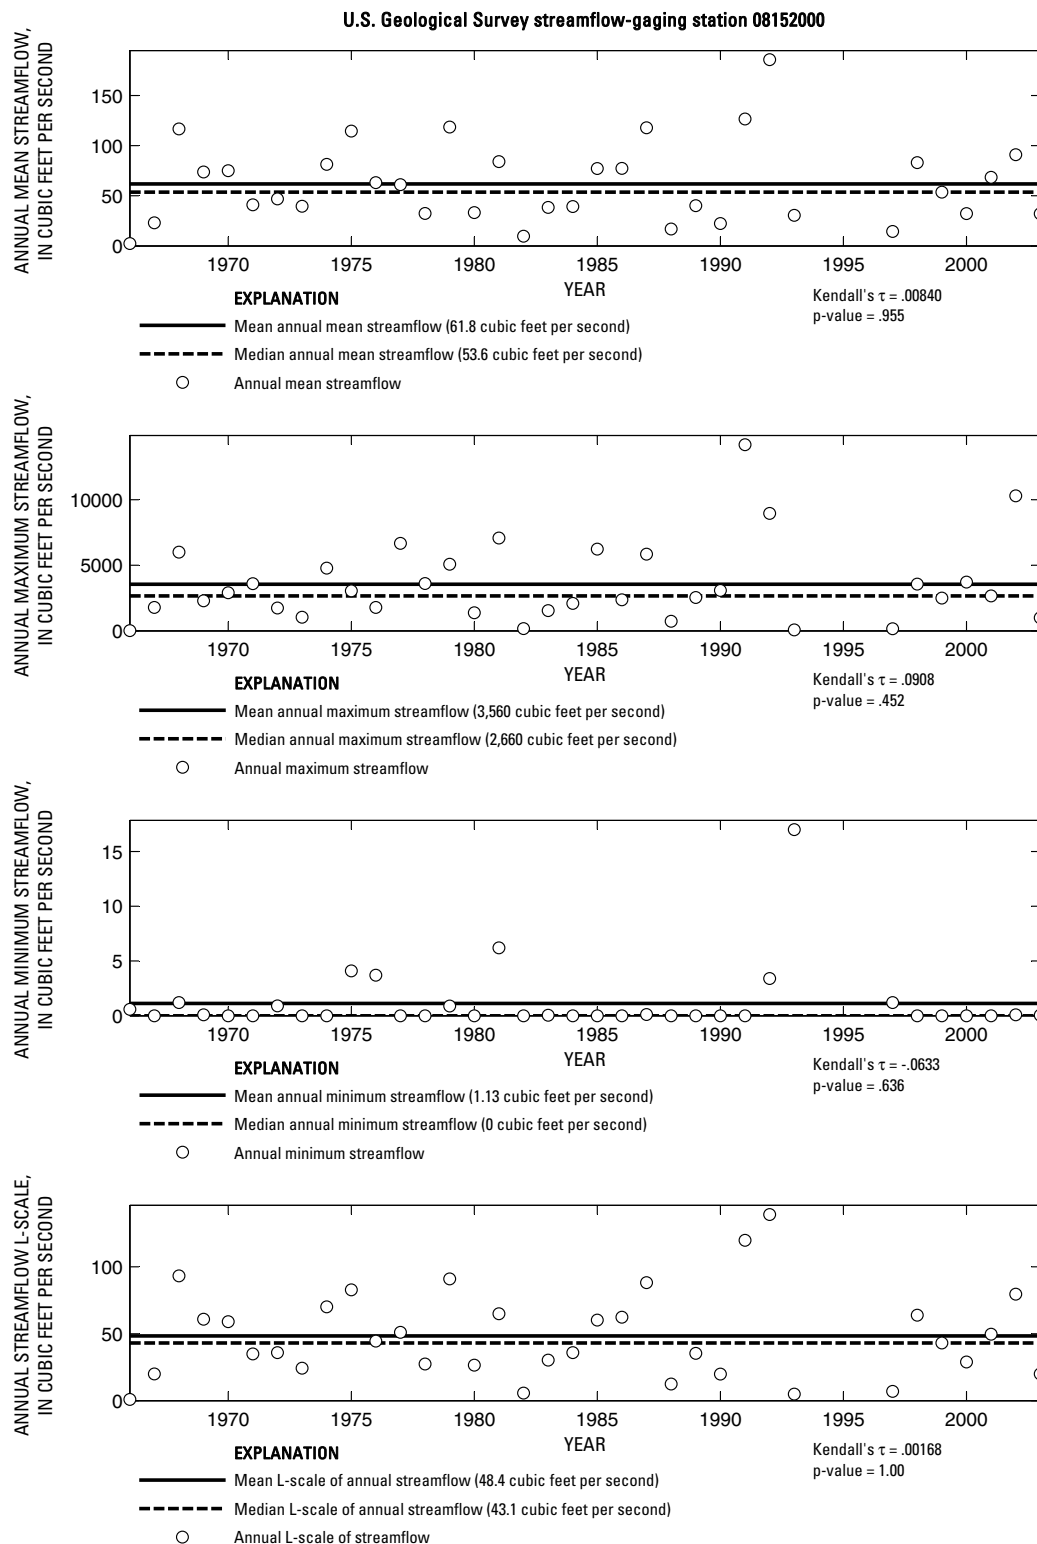 U.S. Geological Survey streamflow-gaging station 08152000
ANNUAL MEAN STREAMFLOW,
IN CUBIC FEET PER SECOND
150
100
50
0
1970 1975 1980 1985 1990 1995 2000
YEAR
EXPLANATION
Mean annual mean streamflow (61.8 cubic feet per second)
Median annual mean streamflow (53.6 cubic feet per second)
Annual mean streamflow
Kendall's τ = .00840
p-value = .955
ANNUAL MAXIMUM STREAMFLOW,
IN CUBIC FEET PER SECOND
10000
5000
0
1970 1975 1980 1985 1990 1995 2000
YEAR
EXPLANATION
Mean annual maximum streamflow (3,560 cubic feet per second)
Median annual maximum streamflow (2,660 cubic feet per second)
Annual maximum streamflow
Kendall's τ = .0908
p-value = .452
ANNUAL MINIMUM STREAMFLOW,
IN CUBIC FEET PER SECOND
15
10
5
0
1970 1975 1980 1985 1990 1995 2000
YEAR
EXPLANATION
Mean annual minimum streamflow (1.13 cubic feet per second)
Median annual minimum streamflow (0 cubic feet per second)
Annual minimum streamflow
Kendall's τ = -.0633
p-value = .636
ANNUAL STREAMFLOW L-SCALE,
IN CUBIC FEET PER SECOND
100
50
0
1970 1975 1980 1985 1990 1995 2000
YEAR
EXPLANATION
Mean L-scale of annual streamflow (48.4 cubic feet per second)
Median L-scale of annual streamflow (43.1 cubic feet per second)
Annual L-scale of streamflow
Kendall's τ = .00168
p-value = 1.00